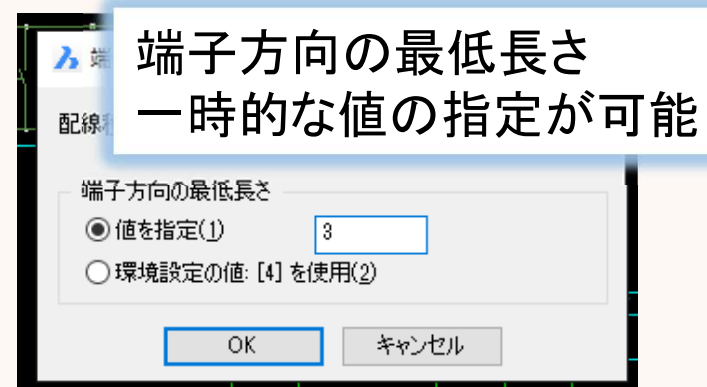 端子方向の最低長さ
一時的な値の指定が可能
配線
端子方向の最低長さ
値を指定(1) 3
環境設定の値: [4] を使用(2)
OK キャンセル